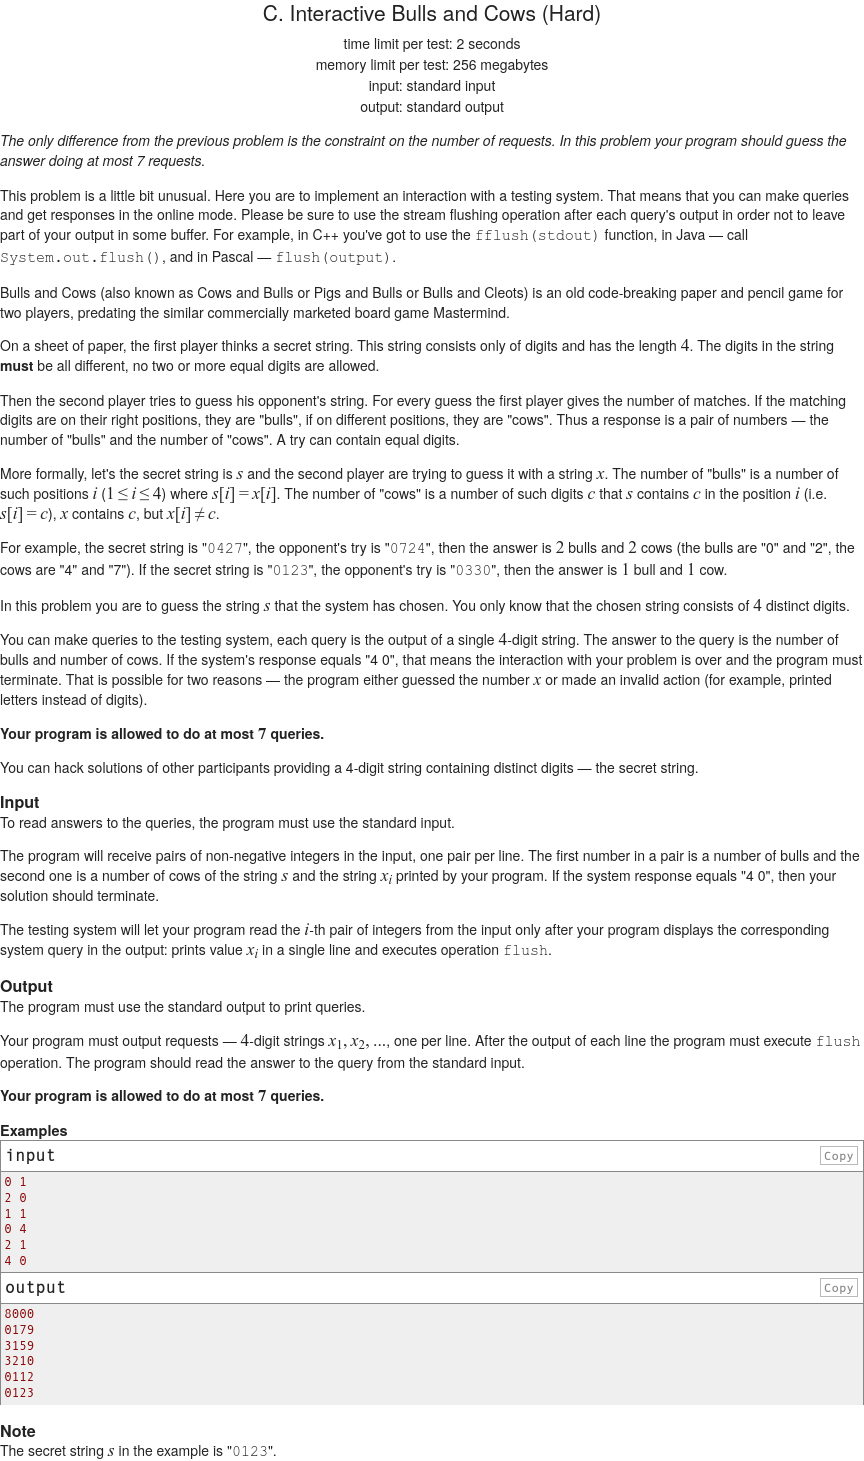 C. Interactive Bulls and Cows (Hard)
time limit per test: 2 seconds
memory limit per test: 256 megabytes
input: standard input
output: standard output
The only difference from the previous problem is the constraint on the number of requests. In this problem your program should guess the
answer doing at most 7 requests.
This problem is a little bit unusual. Here you are to implement an interaction with a testing system. That means that you can make queries
and get responses in the online mode. Please be sure to use the stream flushing operation after each query's output in order not to leave
part of your output in some buffer. For example, in C++ you've got to use the fflush(stdout) function, in Java — call
System.out.flush(), and in Pascal — flush(output).
Bulls and Cows (also known as Cows and Bulls or Pigs and Bulls or Bulls and Cleots) is an old code-breaking paper and pencil game for
two players, predating the similar commercially marketed board game Mastermind.
On a sheet of paper, the first player thinks a secret string. This string consists only of digits and has the length 4. The digits in the string
must be all different, no two or more equal digits are allowed.
Then the second player tries to guess his opponent's string. For every guess the first player gives the number of matches. If the matching
digits are on their right positions, they are "bulls", if on different positions, they are "cows". Thus a response is a pair of numbers — the
number of "bulls" and the number of "cows". A try can contain equal digits.
More formally, let's the secret string is s and the second player are trying to guess it with a string x. The number of "bulls" is a number of
such positions i (1 ≤ i ≤ 4) where s[i] = x[i]. The number of "cows" is a number of such digits c that s contains c in the position i (i.e.
s[i] = c), x contains c, but x[i] ≠ c.
For example, the secret string is "0427", the opponent's try is "0724", then the answer is 2 bulls and 2 cows (the bulls are "0" and "2", the
cows are "4" and "7"). If the secret string is "0123", the opponent's try is "0330", then the answer is 1 bull and 1 cow.
In this problem you are to guess the string s that the system has chosen. You only know that the chosen string consists of 4 distinct digits.
You can make queries to the testing system, each query is the output of a single 4-digit string. The answer to the query is the number of
bulls and number of cows. If the system's response equals "4 0", that means the interaction with your problem is over and the program must
terminate. That is possible for two reasons — the program either guessed the number x or made an invalid action (for example, printed
letters instead of digits).
Your program is allowed to do at most 7 queries.
You can hack solutions of other participants providing a 4-digit string containing distinct digits — the secret string.
Input
To read answers to the queries, the program must use the standard input.
The program will receive pairs of non-negative integers in the input, one pair per line. The first number in a pair is a number of bulls and the
second one is a number of cows of the string s and the string xi printed by your program. If the system response equals "4 0", then your
solution should terminate.
The testing system will let your program read the i-th pair of integers from the input only after your program displays the corresponding
system query in the output: prints value xi in a single line and executes operation flush.
Output
The program must use the standard output to print queries.
Your program must output requests — 4-digit strings x1, x2, ..., one per line. After the output of each line the program must execute flush
operation. The program should read the answer to the query from the standard input.
Your program is allowed to do at most 7 queries.
Examples
input
Copy
0 1
2 0
1 1
0 4
2 1
4 0
output
Copy
8000
0179
3159
3210
0112
0123
Note
The secret string s in the example is "0123".